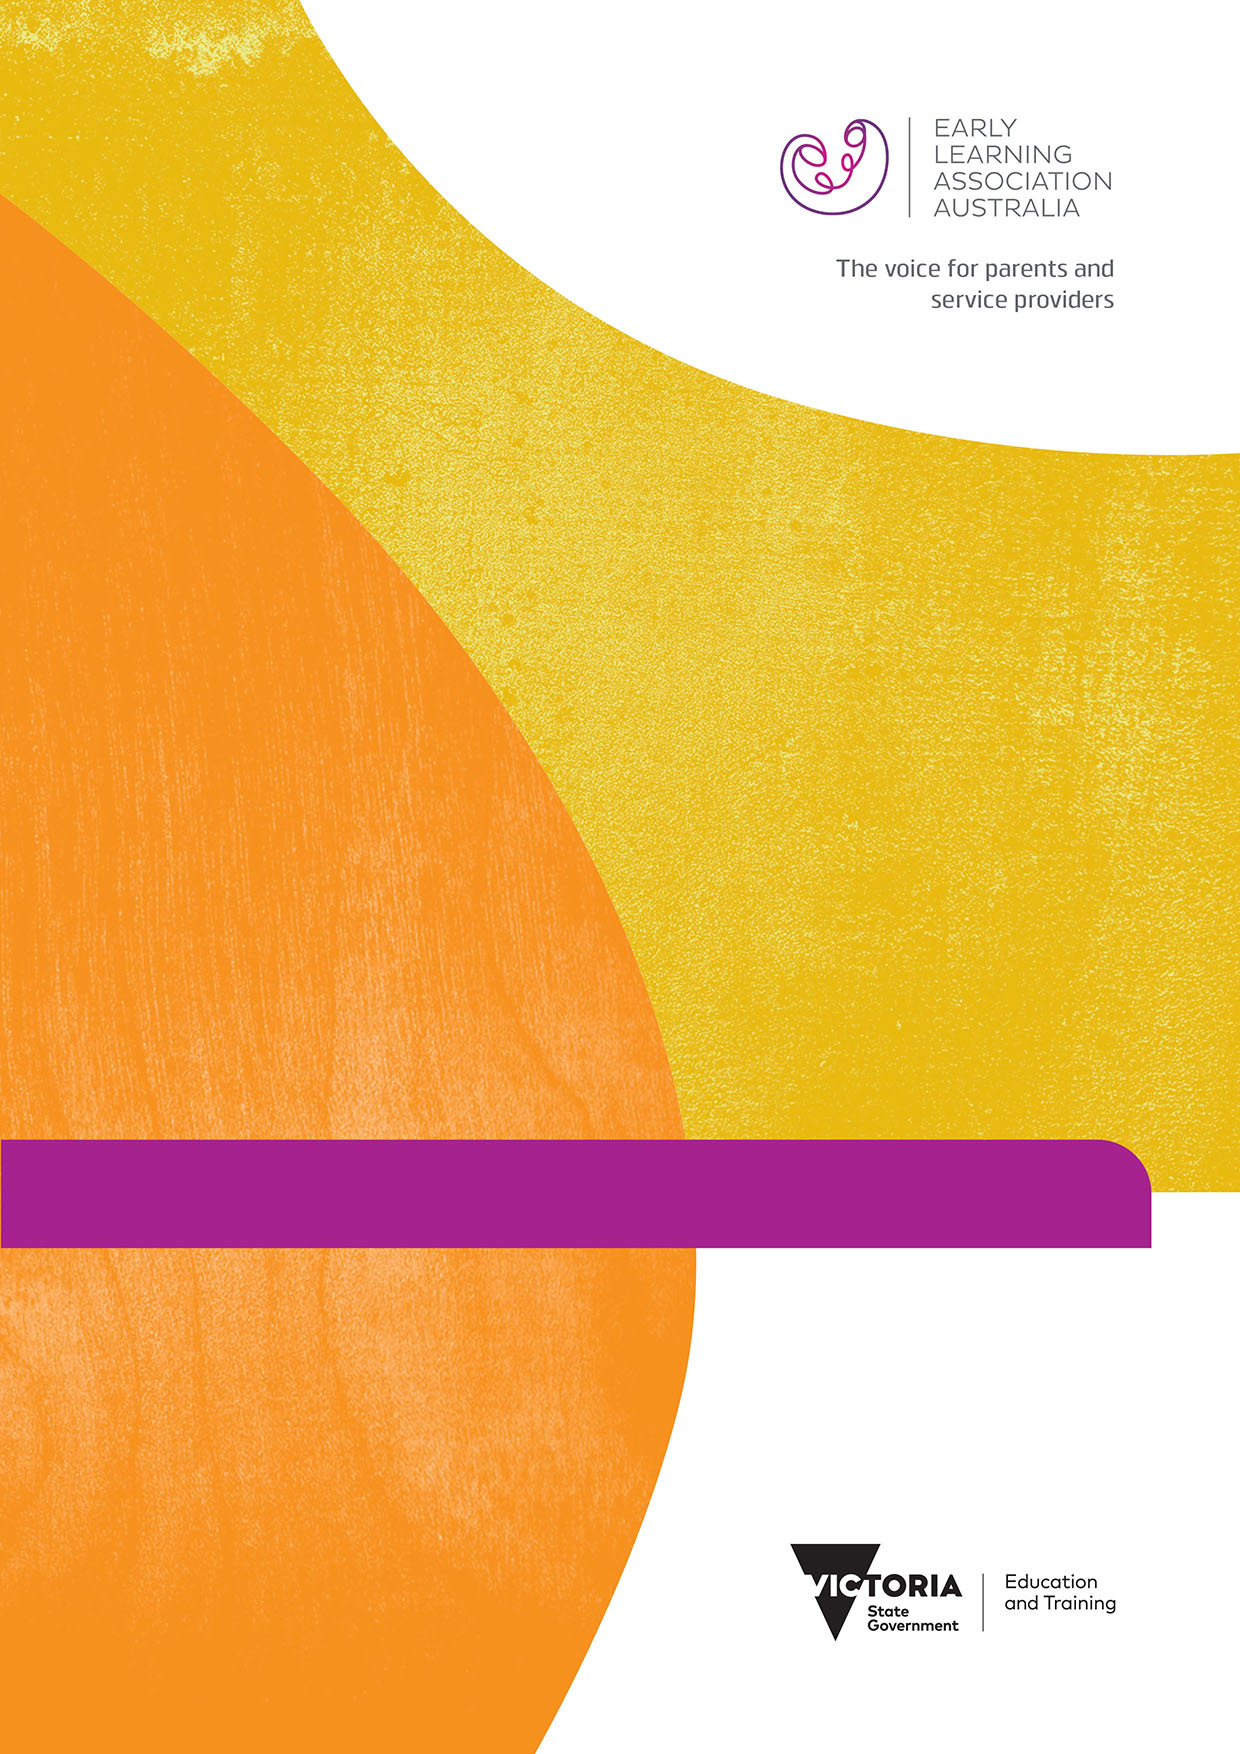 EARLY
LEARNING
ASSOCIATION
AUSTRALIA
The voice for parents and
service providers
VICTORIA
State
Government
Education
and Training